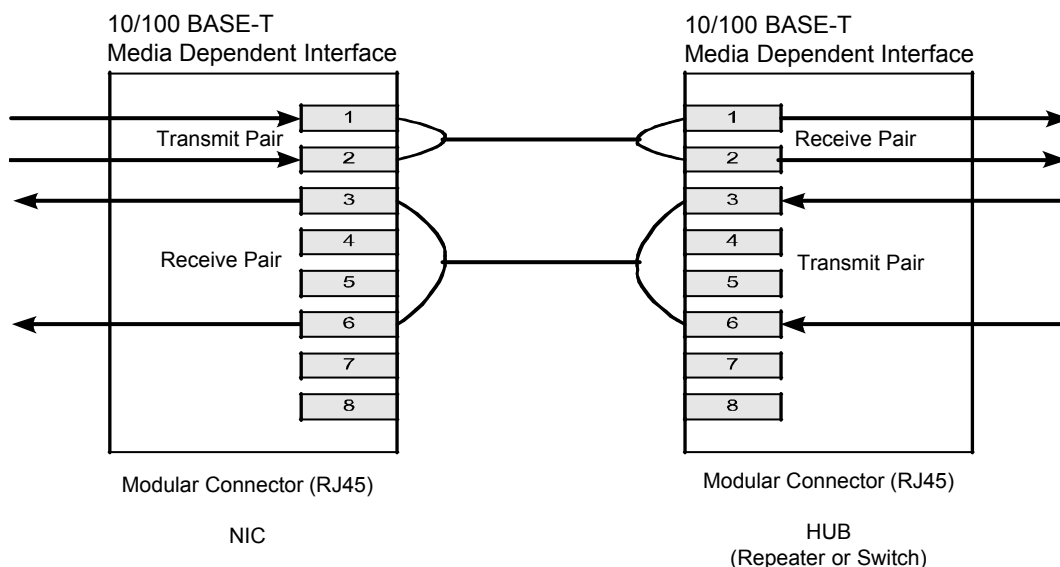 10/100 BASE-T
Media Dependent Interface
1
Transmit Pair
2
3
4
Receive Pair
5
6
7
8
Modular Connector (RJ45)
NIC
10/100 BASE-T
Media Dependent Interface
1
Receive Pair
2
3
4
Transmit Pair
5
6
7
8
Modular Connector (RJ45)
HUB
(Repeater or Switch)